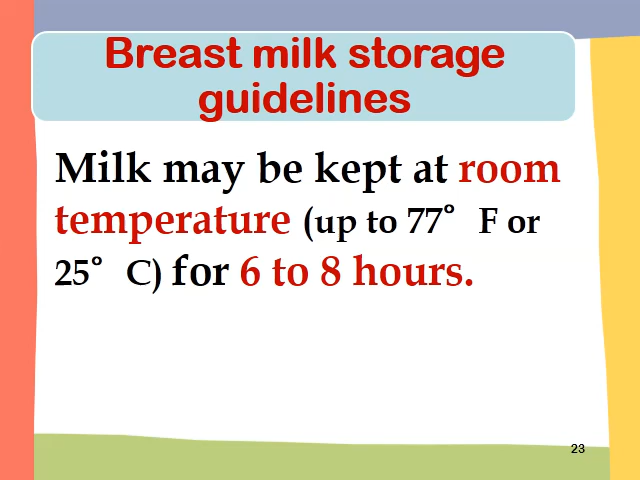 Breast milk storage
guidelines
Milk may be kept at room
temperature (up to 77° F or
25° C) for 6 to 8 hours.
23